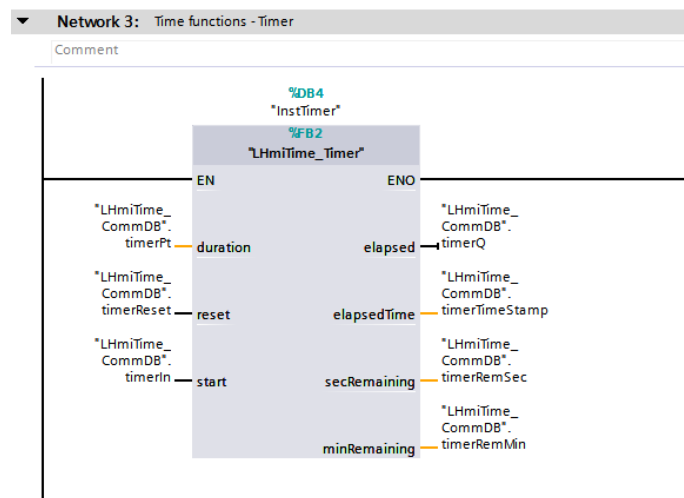 Network 3: Time functions - Timer
Comment
%DB4
"InstTimer"
%FB2
"LHmiTime_Timer"
EN
ENO
"LHmiTime_
CommDB".
timerPt
duration
elapsed
"LHmiTime_
CommDB".
timerQ
"LHmiTime_
CommDB".
timerReset
reset
elapsedTime
"LHmiTime_
CommDB".
timerTimeStamp
"LHmiTime_
CommDB".
timerIn
start
secRemaining
"LHmiTime_
CommDB".
timerRemSec
minRemaining
"LHmiTime_
CommDB".
timerRemMin